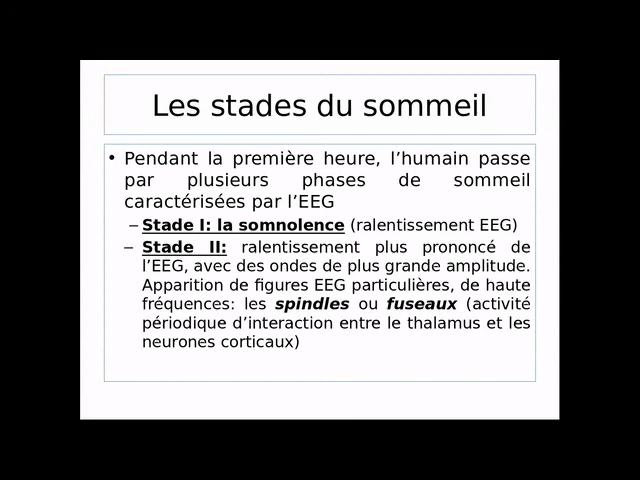 Les stades du sommeil
• Pendant la première heure, l’humain passe
par plusieurs phases de sommeil
caractérisées par l’EEG
– Stade I: la somnolence (ralentissement EEG)
– Stade II: ralentissement plus prononcé de
l’EEG, avec des ondes de plus grande amplitude.
Apparition de figures EEG particulières, de haute
fréquences: les spindles ou fuseaux (activité
périodique d’interaction entre le thalamus et les
neurones corticaux)